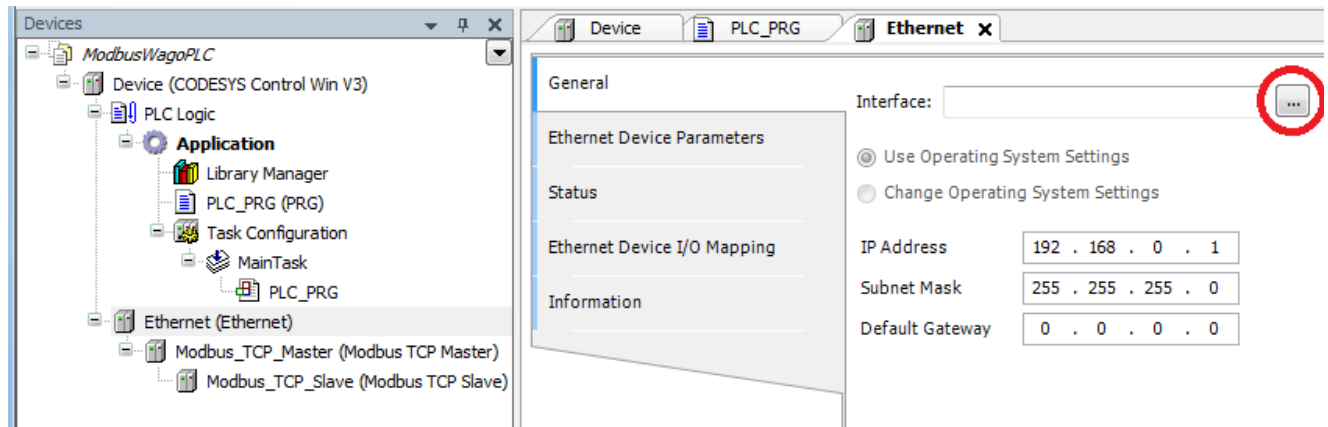 Devices
ModbusWagoPLC
Device (CODESYS Control Win V3)
PLC Logic
Application
Library Manager
PLC_PRG (PRG)
Task Configuration
MainTask
PLC_PRG
Ethernet (Ethernet)
Modbus_TCP_Master (Modbus TCP Master)
Modbus_TCP_Slave (Modbus TCP Slave)
Device PLC_PRG Ethernet
General
Ethernet Device Parameters
Status
Ethernet Device I/O Mapping
Information
Interface: ...
Use Operating System Settings
Change Operating System Settings
IP Address 192 . 168 . 0 . 1
Subnet Mask 255 . 255 . 255 . 0
Default Gateway 0 . 0 . 0 . 0